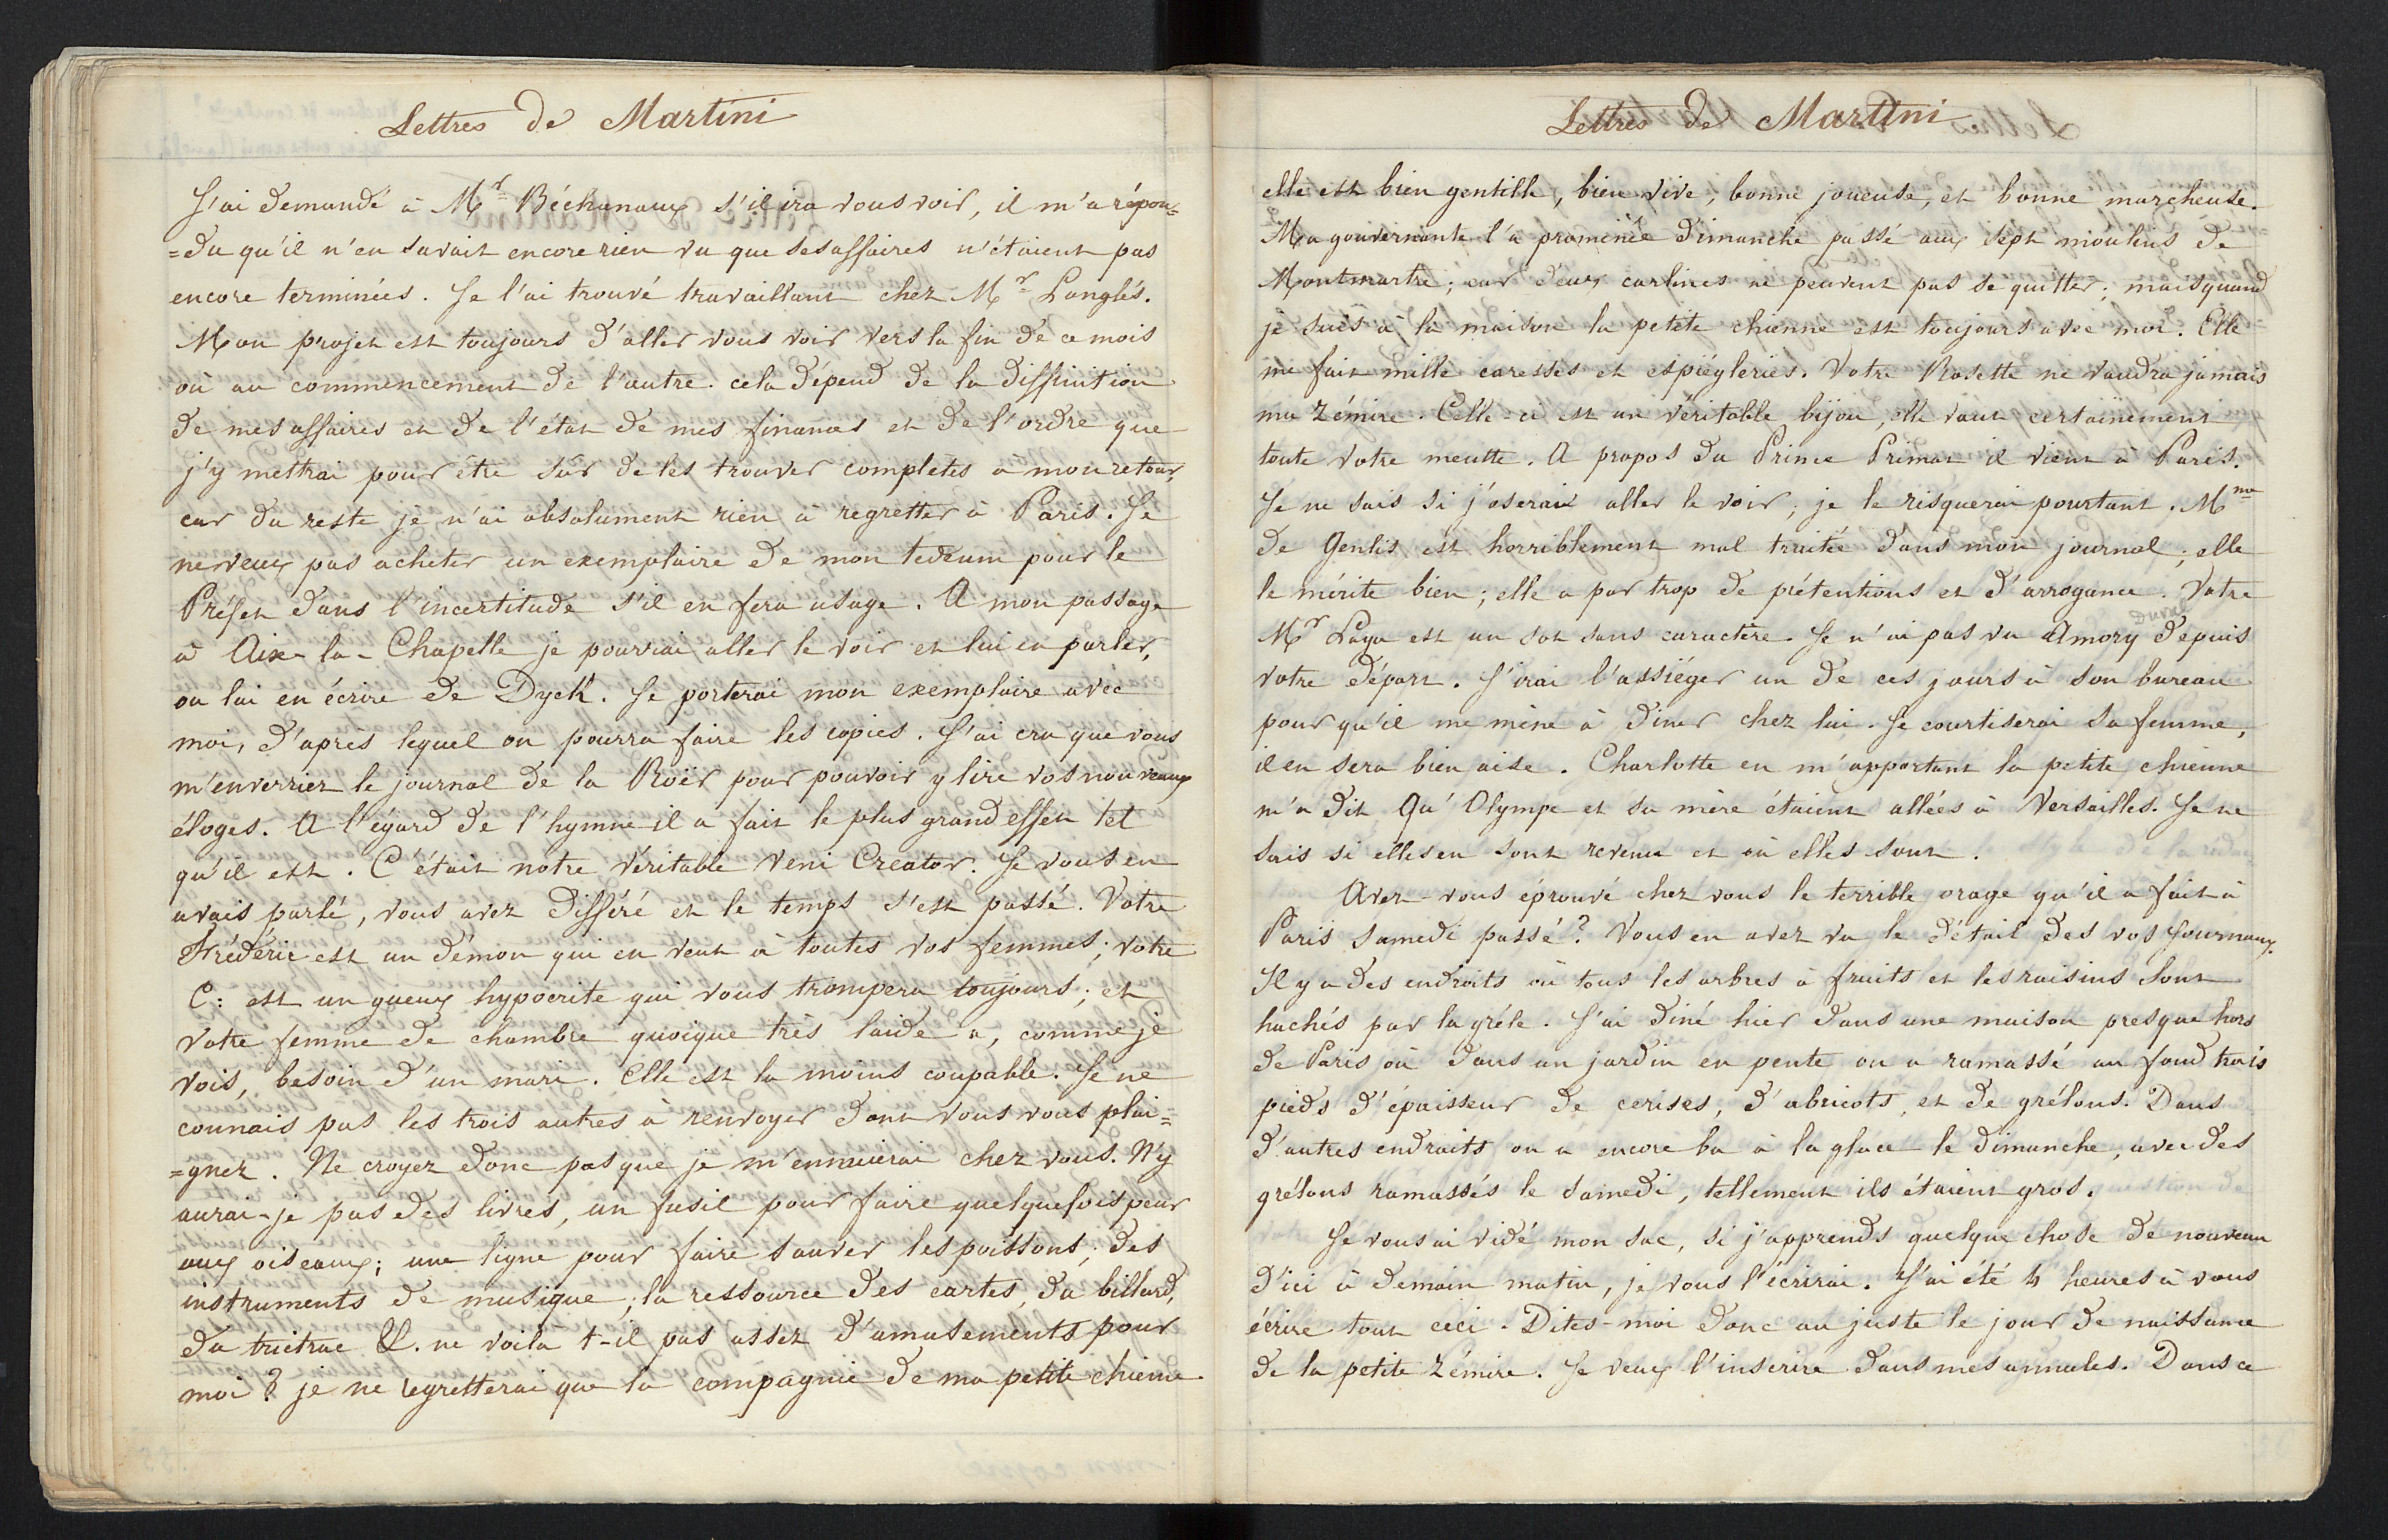 Lettres de Martini
J'ai demandé à Mr Béchanaux s'il ira vous voir, il m'a répon=
=du qu'il n'en savait encore rien vu que ses affaires n'étaient pas
encore terminées. Je l'ai trouvé travaillant chez Mr Langlés.
Mon projet est toujours d'aller vous voir vers la fin de ce mois
où au commencement de l'autre. cela dépend de la diffinition
de mes affaires et de l'état de mes finances et de l'ordre que
j'y mettrai pour être sûr de les trouver completes à mon retour,
car du reste je n'ai absolument rien à regretter à Paris. Je
ne veux pas acheter un exemplaire de mon tedeum pour le
Préfet dans l'incertitude s'il en fera usage. A mon passage
à Aix-la-Chapelle je pourrai aller le voir et lui en parler,
ou lui en écrire de Dyck. Je porterai mon exemplaire avec
moi, d'après lequel on pourra faire les copies. J'ai cru que vous
m'enverriez le journal de la Roër pour pouvoir y lire vos nouveaux
éloges. A l'égard de l'hymne il a fait le plus grand effen tel
qu'il est. C'était notre véritable Veni Creator. Je vous en
avais parlé, vous avez différé et le temps s'est passé. Votre
Fréderic est un démon qui en veut à toutes vos femmes; votre
C: est un gueux hypocrite qui vous trompera toujours; et
votre femme de chambre quoique très laide a, comme je
vois, besoin d'un mari. elle est la moins coupable. Je ne
connais pas les trois autres à renvoyer dont vous vous plai=
=gnez. Ne croyez donc pas que je m'ennuierai chez vous. N'y
aurai-je pas des livres, un fusil pour faire quelquefois peur
aux oiseaux; une ligne pour faire sauver les poissons; des
instruments de musique; la ressource des cartes, du billard,
du trictrac &. ne voila t-il pas assez d'amusements pour
moi? je ne regretterai que la compagnie de ma petite chienne
Lettres de Martini
elle est bien gentille, bien vive, bonne joueuse, et bonne marcheuse.
Ma gouvernante l'a promenée dimanche passé aux sept moulins de
Montmartre; car deux carlines ne peuvent pas se quitter; mais quand
je suis à la maison la petite chienne est toujours avec moi. Elle
me fait mille caresses et espiégleries. Votre Rosette ne vaudra jamais
ma Zémire. Celle-ci est un véritable bijou, elle vaut certainement
toute votre meutte. A propos du Prince Primat il vient à Paris.
Je ne sais si j'oserais aller le voir, je le risquerai pourtant. Mme
de Genlis est horriblement mal traitée dans mon journal; elle
le mérite bien; elle a par trop de prétentions et d'arrogance. Votre
Mr Laya est un sot sans caractère. Je n'ai pas vu Amory depuis
Duval
votre départ. J'irai l'assiéger un de ces jours à son bureau
pour qu'il me mène à diner chez lui. Je courtiserai sa femme,
il en sera bien aise. Charlotte en m'apportant la petite chienne
m'a dit qu'Olympe et sa mère étaient allées à Versailles. Je ne
sais si elles en sont revenu et où elles sont.
Avez-vous éprouvé chez vous le terrible orage qu'il a fait à
Paris samedi passé? Vous en avez vu le détail des vos journaux.
Il y a des endroits où tous les arbres à fruits et les raisins sont
hachés par la grêle. J'ai diné hier dans une maison presque hors
de Paris où dans un jardin en pente on a ramassé au fond trois
pieds d'épaisseur de cerises, d'abricots, et de grélons. Dans
d'autres endroits on a encore bu à la glace le dimanche, avec des
grélons ramassés le samedi, tellement ils étaient gros.
Je vous ai vidé mon sac, si j'apprends quelque chose de nouveau
d'ici à demain matin, je vous l'écrirai. J'ai été 4 heures à vous
écrire tout ceci. Dites-moi donc au juste le jour de naissance
de la petite Zémire. Je veux l'inscrire dans mes annales. Dans ce